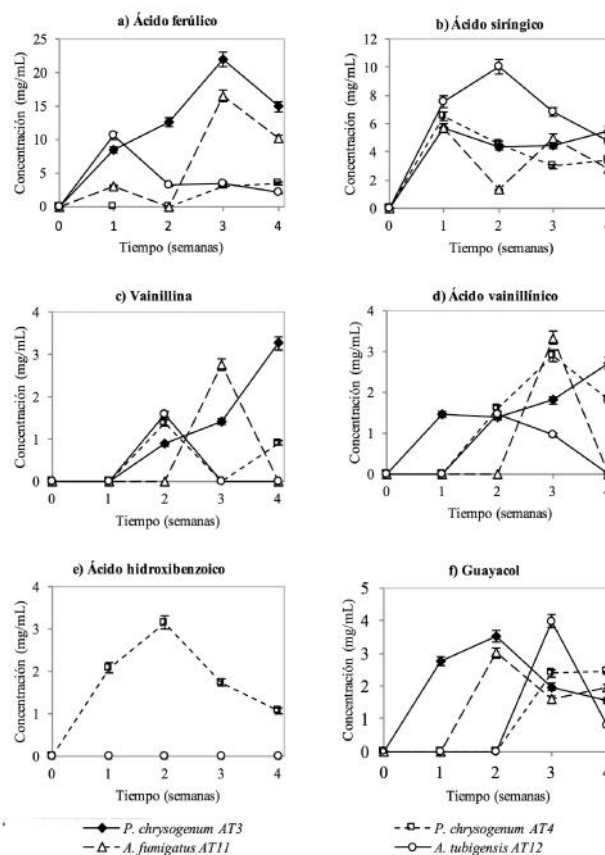 a) Ácido ferúlico
25
20
15
10
5
0
0 1 2 3 4
Concentración (mg/mL)
Tiempo (semanas)
b) Ácido siríngico
12
10
8
6
4
2
0
0 1 2 3 4
Concentración (mg/mL)
Tiempo (semanas)
c) Vainillina
4
3
2
1
0
0 1 2 3 4
Concentración (mg/mL)
Tiempo (semanas)
d) Ácido vainillínico
4
3
2
1
0
0 1 2 3 4
Concentración (mg/mL)
Tiempo (semanas)
e) Ácido hidroxibenzoico
4
3
2
1
0
0 1 2 3 4
Concentración (mg/mL)
Tiempo (semanas)
f) Guayacol
5
4
3
2
1
0
0 1 2 3 4
Concentración (mg/mL)
Tiempo (semanas)
P. chrysogenum AT3
P. chrysogenum AT4
A. fumigatus AT11
A. tubigensis AT12